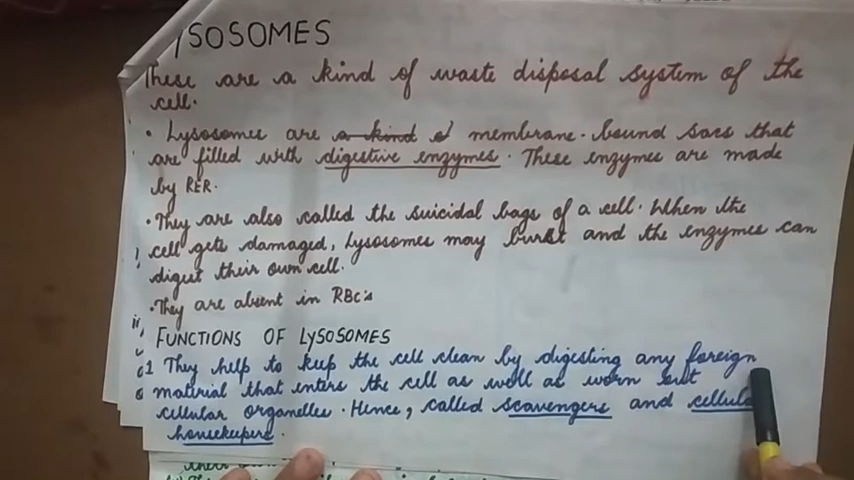 LYSOSOMES
These are a kind of waste disposal system of the
cell.
• Lysosomes are a kind of membrane-bound sacs that
are filled with digestive enzymes. These enzymes are made
by RER.
• They are also called the suicidal bags of a cell. When the
cell gets damaged, lysosomes may burst and the enzymes can
digest their own cell.
• They are absent in RBC's
FUNCTIONS OF LYSOSOMES
1 They help to keep the cell clean by digesting any foreign
material that enters the cell as well as worn out
cellular organelles. Hence, called scavengers and cellula
housekeepers.
their